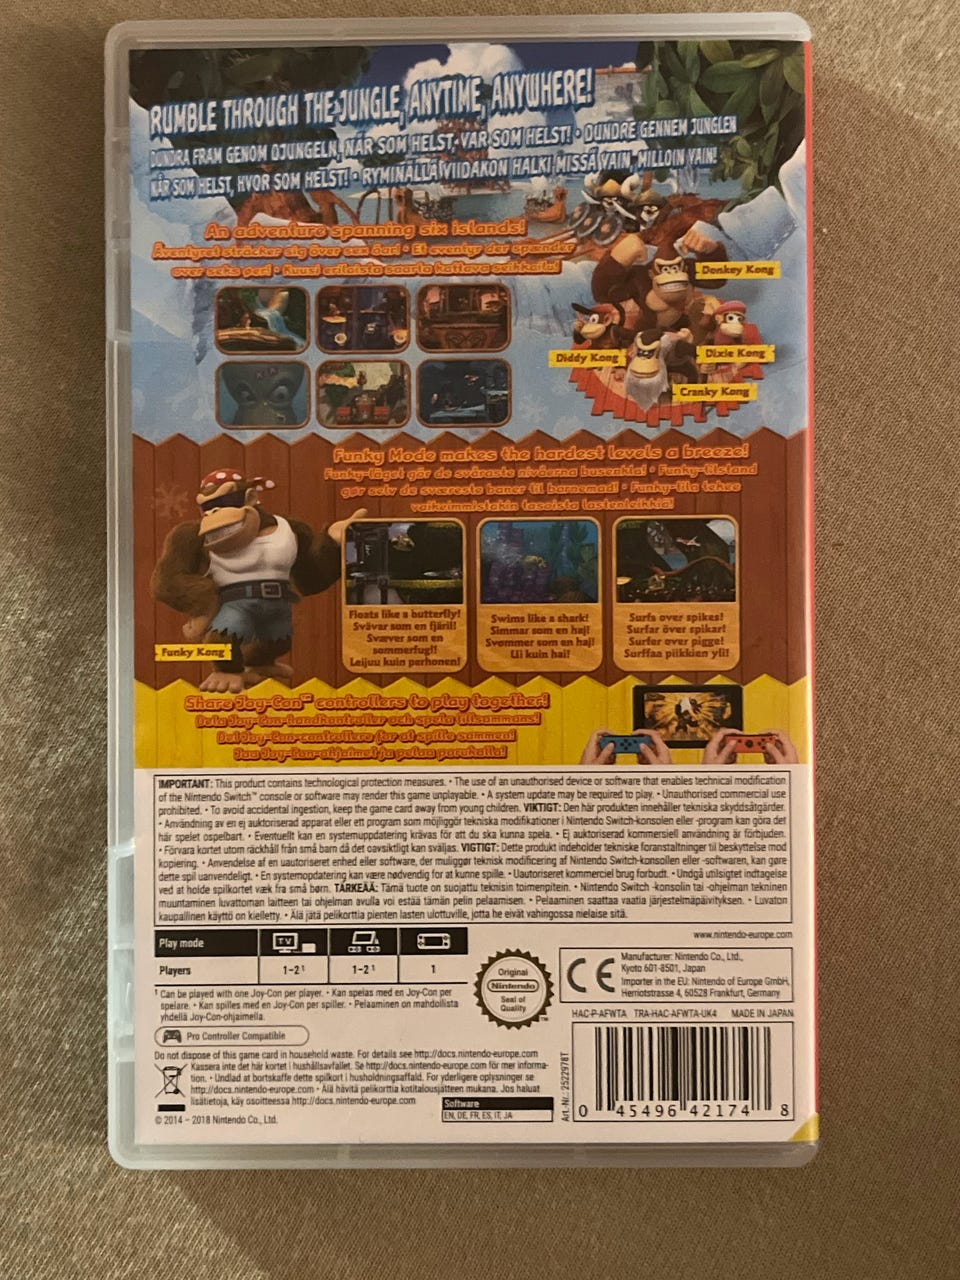 RUMBLE THROUGH THE JUNGLE, ANYTIME, ANYWHERE!
DUNDRA FRAM GENOM DJUNGELN, NÄR SOM HELST, VAR SOM HELST! • DUNDRE GENNEM JUNGLEN
NÅR SOM HELST, HVOR SOM HELST! • RYMINÄLLÄ VIIDAKON HALKI MISSÄ VAIN, MILLOIN VAIN!
An adventure spanning six islands!
Äventyret sträcker sig över sex öar! • Et eventyr der spænder
over seks øer! • Kuusi erilaista saarta kattava seikkailu!
Donkey Kong
Diddy Kong
Dixie Kong
Cranky Kong
Funky Mode makes the hardest levels a breeze!
Funky-läget gör de svåraste nivåerna busenkla! • Funky-tilstand
gør selv de sværeste baner til barnemad! • Funky-tila tekee
vaikeimmistakin tasoista lastenleikkiä!
Floats like a butterfly!
Svävar som en fjäril!
Svæver som en
sommerfugl!
Leijuu kuin perhonen!
Swims like a shark!
Simmar som en haj!
Svømmer som en haj!
Ui kuin hai!
Surfs over spikes!
Surfar över spikar!
Surfer over pigge!
Surffaa piikkien yli!
Funky Kong
Share Joy-Con™ controllers to play together!
Dela Joy-Con-handkontroller och spela tillsammans!
Del Joy-Con-controllere for at spille sammen!
Jaa Joy-Con-ohjaimet ja pelaa porukalla!
IMPORTANT: This product contains technological protection measures. • The use of an unauthorised device or software that enables technical modification
of the Nintendo Switch™ console or software may render this game unplayable. • A system update may be required to play. • Unauthorised commercial use
prohibited. • To avoid accidental ingestion, keep the game card away from young children. VIKTIGT: Den här produkten innehåller tekniska skyddsåtgärder.
• Användning av en ej auktoriserad apparat eller ett program som möjliggör tekniska modifikationer i Nintendo Switch-konsolen eller -program kan göra det
här spelet ospelbart. • Eventuellt kan en systemuppdatering krävas för att du ska kunna spela. • Ej auktoriserad kommersiell användning är förbjuden.
• Förvara kortet utom räckhåll från små barn då det oavsiktligt kan sväljas. VIGTIGT: Dette produkt indeholder tekniske foranstaltninger til beskyttelse mod
kopiering. • Anvendelse af en uautoriseret enhed eller software, der muliggør teknisk modificering af Nintendo Switch-konsollen eller -softwaren, kan gøre
dette spil uanvendeligt. • En systemopdatering kan være nødvendig for at kunne spille. • Uautoriseret kommerciel brug forbudt. • Undgå utilsigtet indtagelse
ved at holde spilkortet væk fra små børn. TÄRKEÄÄ: Tämä tuote on suojattu teknisin toimenpitein. • Nintendo Switch -konsolin tai -ohjelman tekninen
muuntaminen luvattoman laitteen tai ohjelman avulla voi estää tämän pelin pelaamisen. • Pelaaminen saattaa vaatia järjestelmäpäivityksen. • Luvaton
kaupallinen käyttö on kielletty. • Älä jätä pelikorttia pienten lasten ulottuville, jotta he eivät vahingossa nielaise sitä.
www.nintendo-europe.com
Play mode
TV
Players
1-2¹
1-2¹
1
¹ Can be played with one Joy-Con per player. • Kan spelas med en Joy-Con per
spelare. • Kan spilles med en Joy-Con per spiller. • Pelaaminen on mahdollista
yhdellä Joy-Con-ohjaimella.
Pro Controller Compatible
Original
Nintendo
Seal of
Quality
™
CE
Manufacturer: Nintendo Co., Ltd.,
Kyoto 601-8501, Japan
Importer in the EU: Nintendo of Europe GmbH,
Herriotstrasse 4, 60528 Frankfurt, Germany
HAC-P-AFWTA TRA-HAC-AFWTA-UK4 MADE IN JAPAN
Do not dispose of this game card in household waste. For details see http://docs.nintendo-europe.com
Kassera inte det här kortet i hushållsavfallet. Se http://docs.nintendo-europe.com för mer informa-
tion. • Undlad at bortskaffe dette spilkort i husholdningsaffald. For yderligere oplysninger se
http://docs.nintendo-europe.com • Älä hävitä pelikorttia kotitalousjätteen mukana. Jos haluat
lisätietoja, käy osoitteessa http://docs.nintendo-europe.com
Software
EN, DE, FR, ES, IT, JA
© 2014 – 2018 Nintendo Co., Ltd.
Art.-Nr.: 2522978T
0 45496 42174 8